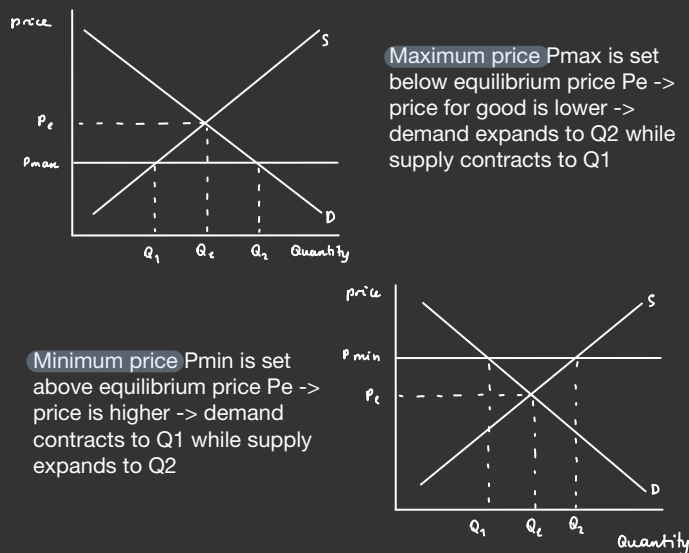 price
S
Pe
Pmax
D
Q1 Qe Q2 Quantity
Maximum price Pmax is set
below equilibrium price Pe ->
price for good is lower ->
demand expands to Q2 while
supply contracts to Q1
Minimum price Pmin is set
above equilibrium price Pe ->
price is higher -> demand
contracts to Q1 while supply
expands to Q2
price
S
Pmin
Pe
D
Q1 Qe Q2
Quantity